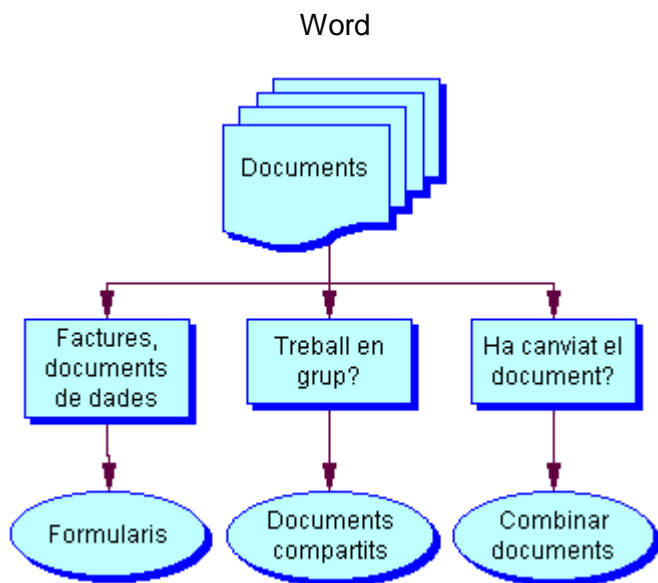 Word
Documents
Factures,
documents
de dades
Treball en
grup?
Ha canviat el
document?
Formularis
Documents
compartits
Combinar
documents